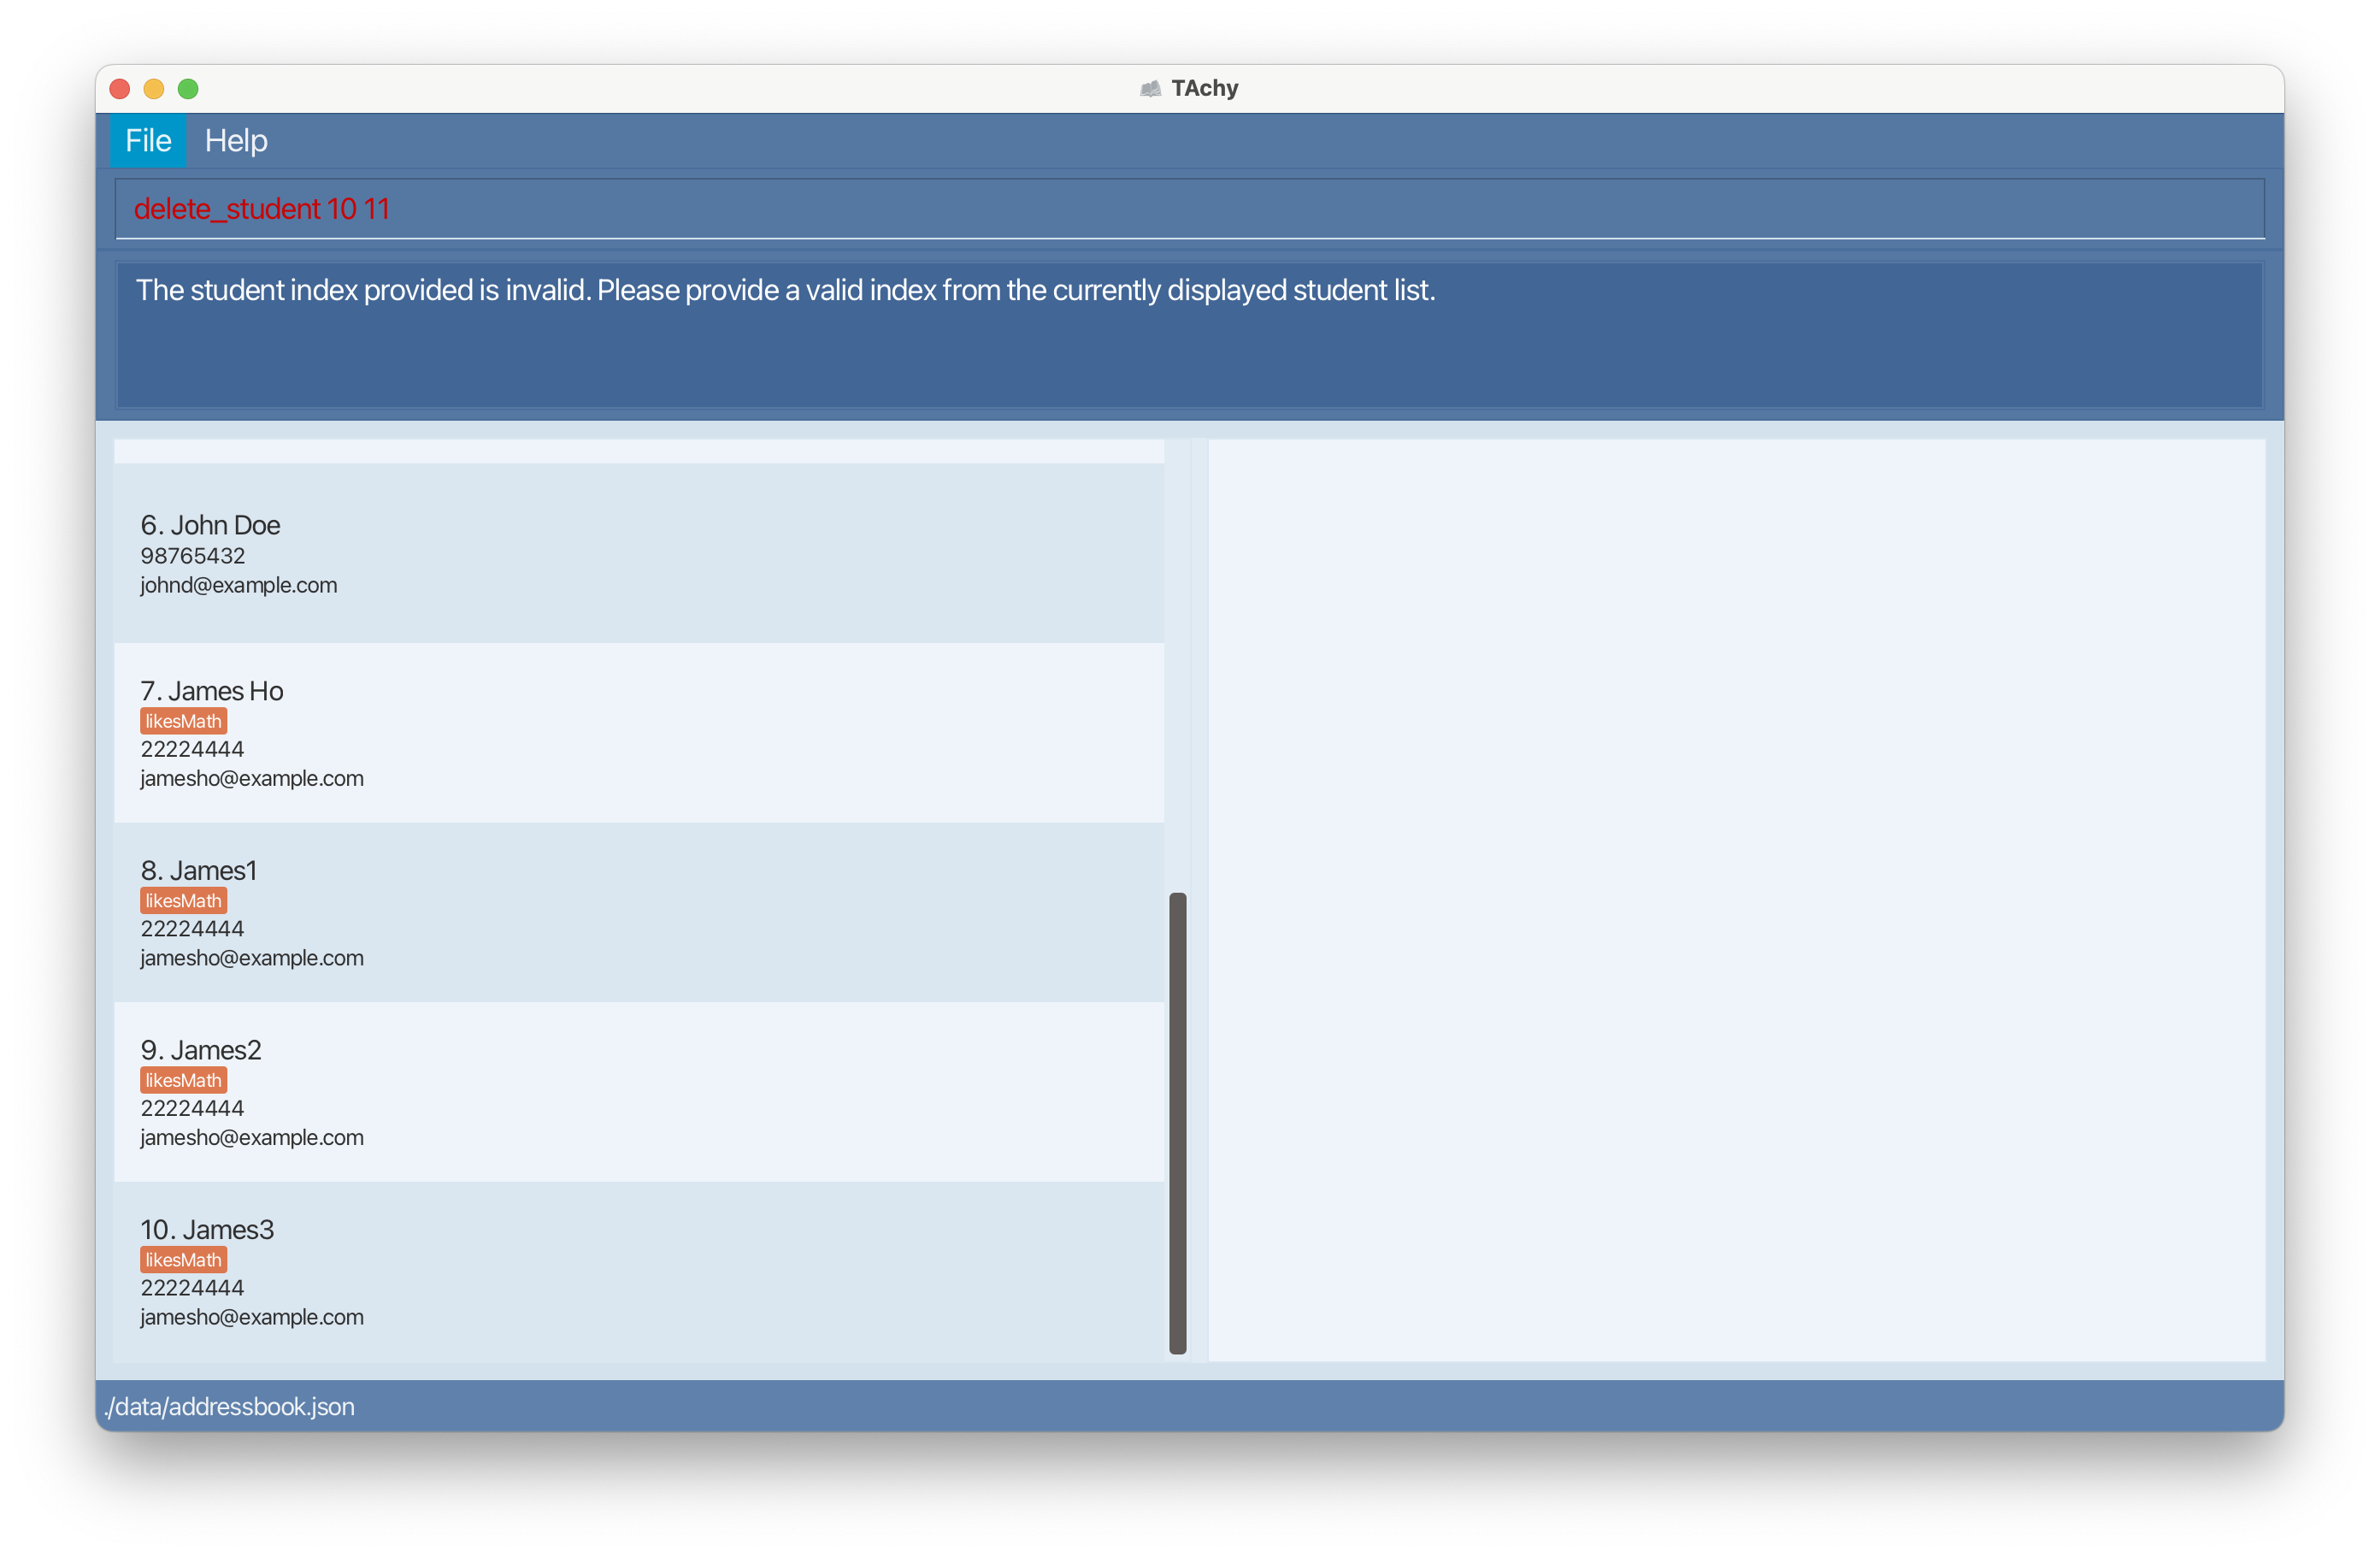 TAchy
File Help
delete_student 10 11
The student index provided is invalid. Please provide a valid index from the currently displayed student list.
6. John Doe
98765432
johnd@example.com
7. James Ho
likesMath
22224444
jamesho@example.com
8. James1
likesMath
22224444
jamesho@example.com
9. James2
likesMath
22224444
jamesho@example.com
10. James3
likesMath
22224444
jamesho@example.com
./data/addressbook.json